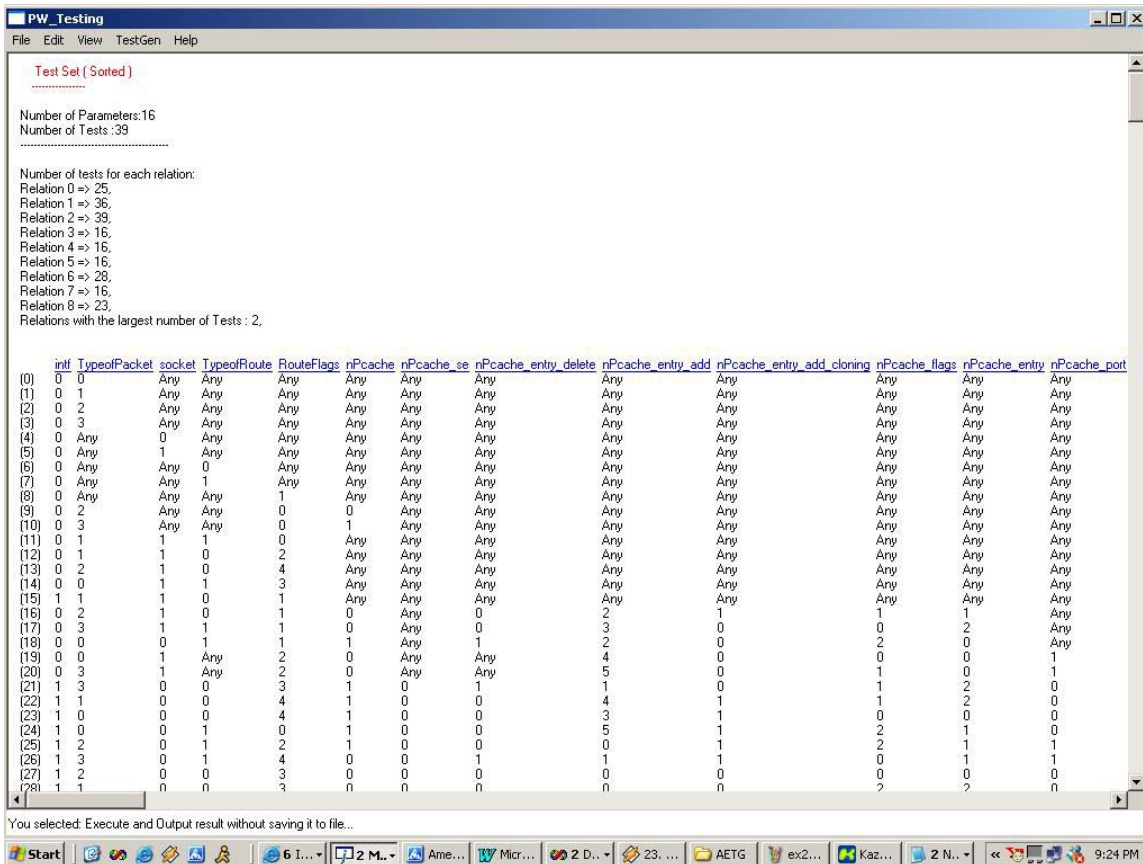 PW_Testing
File Edit View TestGen Help
Test Set ( Sorted )
----------------
Number of Parameters:16
Number of Tests :39
--------------------------------------------
Number of tests for each relation:
Relation 0 => 25,
Relation 1 => 36,
Relation 2 => 39,
Relation 3 => 16,
Relation 4 => 16,
Relation 5 => 16,
Relation 6 => 28,
Relation 7 => 16,
Relation 8 => 23,
Relations with the largest number of Tests : 2,
intf TypeofPacket socket TypeofRoute RouteFlags nPcache nPcache_se nPcache_entry_delete nPcache_entry_add nPcache_entry_add_cloning nPcache_flags nPcache_entry nPcache_port
(0) 0 0 Any Any Any Any Any Any Any Any Any Any Any
(1) 0 1 Any Any Any Any Any Any Any Any Any Any Any
(2) 0 2 Any Any Any Any Any Any Any Any Any Any Any
(3) 0 3 Any Any Any Any Any Any Any Any Any Any Any
(4) 0 Any 0 Any Any Any Any Any Any Any Any Any Any
(5) 0 Any 1 Any Any Any Any Any Any Any Any Any Any
(6) 0 Any Any 0 Any Any Any Any Any Any Any Any Any
(7) 0 Any Any 1 Any Any Any Any Any Any Any Any Any
(8) 0 Any Any Any 1 Any Any Any Any Any Any Any Any
(9) 0 2 Any Any 0 0 Any Any Any Any Any Any Any
(10) 0 3 Any Any 0 1 Any Any Any Any Any Any Any
(11) 0 1 1 1 0 Any Any Any Any Any Any Any Any
(12) 0 1 1 0 2 Any Any Any Any Any Any Any Any
(13) 0 2 1 0 4 Any Any Any Any Any Any Any Any
(14) 0 0 1 1 3 Any Any Any Any Any Any Any Any
(15) 1 1 1 0 1 Any Any Any Any Any Any Any Any
(16) 0 2 1 0 1 0 Any 0 2 1 1 1 Any
(17) 0 3 1 1 1 0 Any 0 3 0 0 2 Any
(18) 0 0 0 1 1 1 Any 1 2 0 2 0 Any
(19) 0 0 1 Any 2 0 Any Any 4 0 0 0 1
(20) 0 3 1 Any 2 0 Any Any 5 0 1 0 0
(21) 1 3 0 0 3 1 0 1 1 0 1 2 0
(22) 1 1 0 0 4 1 0 0 4 1 1 2 0
(23) 1 0 0 0 4 1 0 0 3 1 0 0 0
(24) 1 0 0 1 0 1 0 0 5 1 2 1 0
(25) 1 2 0 1 2 1 0 0 0 1 2 1 1
(26) 1 3 0 1 4 0 0 1 1 1 0 1 1
(27) 1 2 0 0 3 0 0 0 0 0 0 0 0
(28) 1 1 0 0 3 0 0 0 0 0 2 2 0
You selected: Execute and Output result without saving it to file...
Start 6 I... 2 M.. Ame... Micr... 2 D.. 23. ... AETG ex2... Kaz... 2 N.. « 9:24 PM